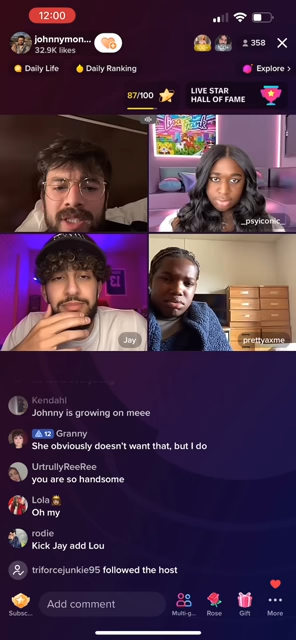 12:00
johnnymon...
32.9K likes
358
Daily Life
Daily Ranking
Explore >
87/100
LIVE STAR
HALL OF FAME
_psyiconic_
Jay
prettyaxme
Kendahl
Johnny is growing on meee
12 Granny
She obviously doesn't want that, but I do
UtrullyReeRee
you are so handsome
Lola
Oh my
rodie
Kick Jay add Lou
triforcejunkie95 followed the host
Add comment
Subsc...
Multi-g...
Rose
Gift
More